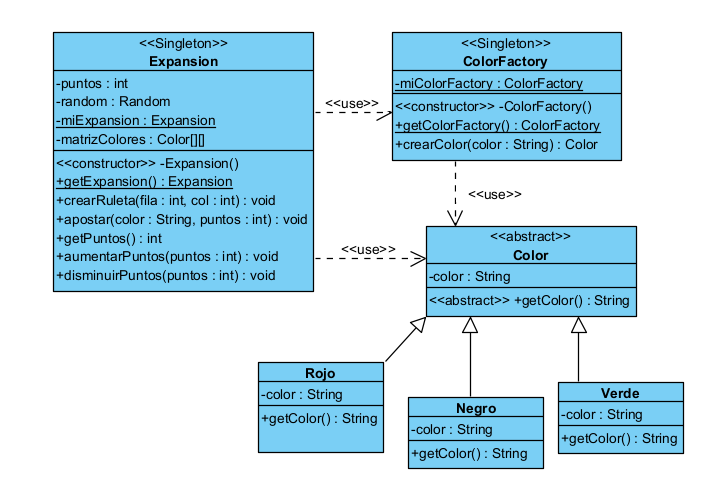 <<Singleton>>
Expansion
-puntos : int
-random : Random
-miExpansion : Expansion
-matrizColores : Color[][]
<<constructor>> -Expansion()
+getExpansion() : Expansion
+crearRuleta(fila : int, col : int) : void
+apostar(color : String, puntos : int) : void
+getPuntos() : int
+aumentarPuntos(puntos : int) : void
+disminuirPuntos(puntos : int) : void
<<use>>
<<Singleton>>
ColorFactory
-miColorFactory : ColorFactory
<<constructor>> -ColorFactory()
+getColorFactory() : ColorFactory
+crearColor(color : String) : Color
<<use>>
<<use>>
<<abstract>>
Color
-color : String
<<abstract>> +getColor() : String
Rojo
-color : String
+getColor() : String
Negro
-color : String
+getColor() : String
Verde
-color : String
+getColor() : String